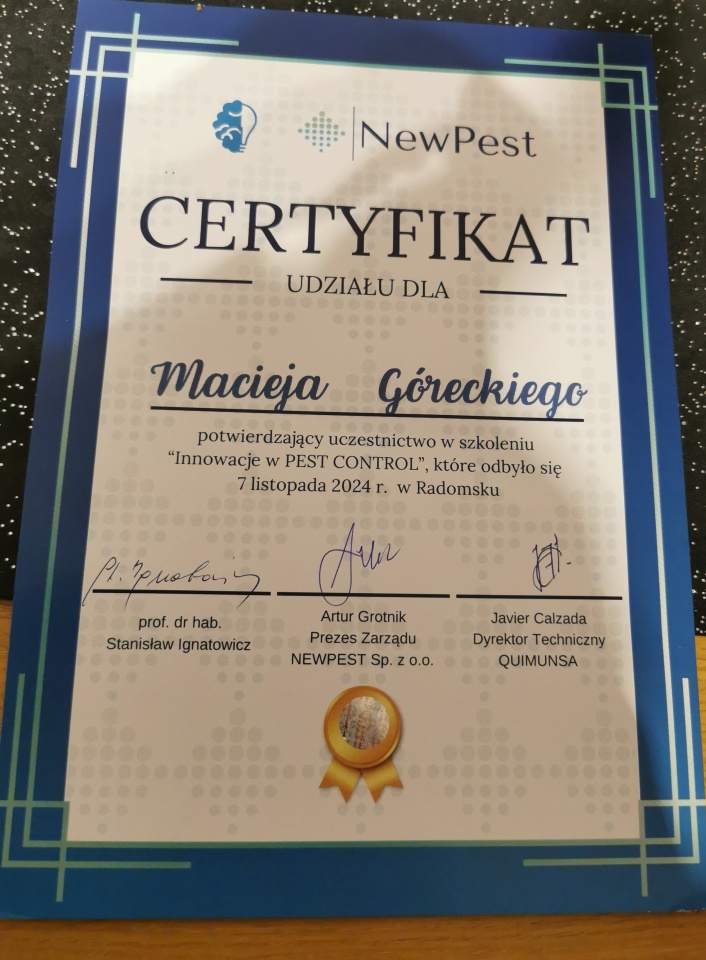 NewPest
CERTYFIKAT
UDZIAŁU DLA
Macieja Góreckiego
potwierdzający uczestnictwo w szkoleniu
“Innowacje w PEST CONTROL”, które odbyło się
7 listopada 2024 r. w Radomsku
prof. dr hab.
Stanisław Ignatowicz
Artur Grotnik
Prezes Zarządu
NEWPEST Sp. z o.o.
Javier Calzada
Dyrektor Techniczny
QUIMUNSA